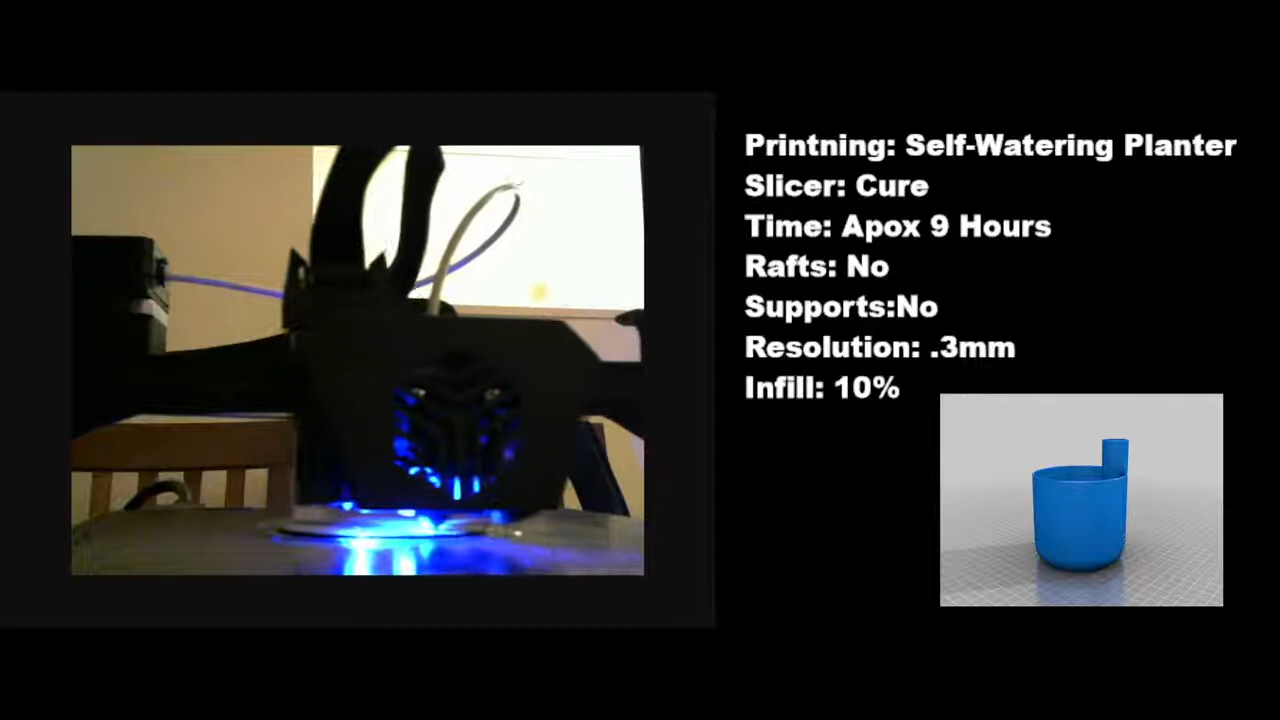 Printning: Self-Watering Planter
Slicer: Cure
Time: Apox 9 Hours
Rafts: No
Supports:No
Resolution: .3mm
Infill: 10%